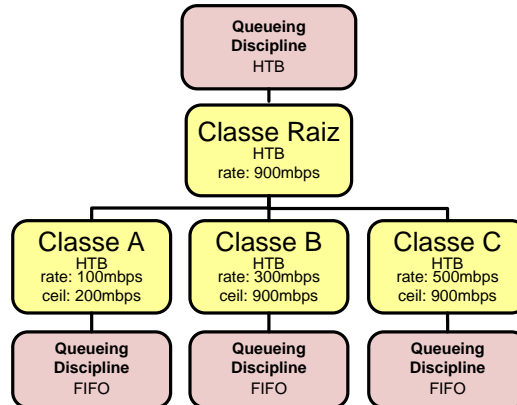 Queueing
Discipline
HTB
Classe Raiz
HTB
rate: 900mbps
Classe A
HTB
rate: 100mbps
ceil: 200mbps
Classe B
HTB
rate: 300mbps
ceil: 900mbps
Classe C
HTB
rate: 500mbps
ceil: 900mbps
Queueing
Discipline
FIFO
Queueing
Discipline
FIFO
Queueing
Discipline
FIFO